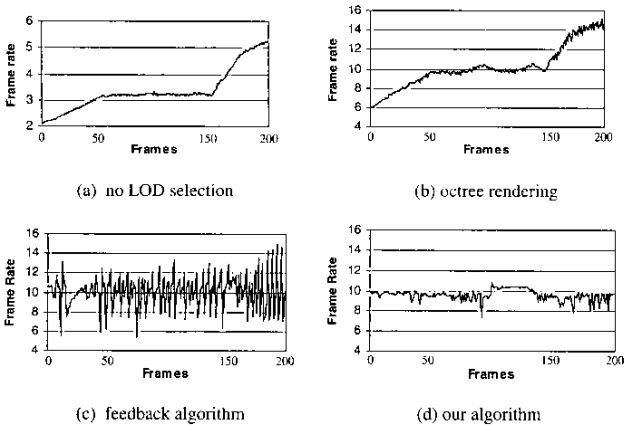 6
5
4
3
2
0 50 150 200
Frame rate
Frames
(a) no LOD selection
16
14
12
10
8
6
4
0 50 150 200
Frame rate
Frames
(b) octree rendering
16
14
12
10
8
6
4
0 50 150 200
Frame Rate
Frames
(c) feedback algorithm
16
14
12
10
8
6
4
0 50 150 200
Frame Rate
Frames
(d) our algorithm